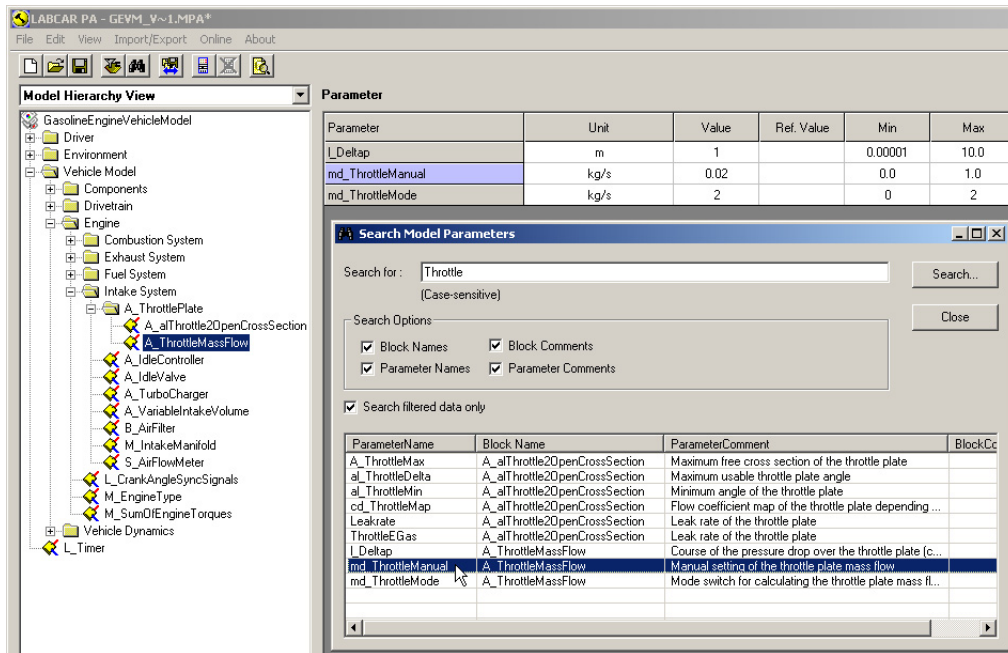 LABCAR PA - GEVM_V~1.MPA*
File Edit View Import/Export Online About
Model Hierarchy View
GasolineEngineVehicleModel
Driver
Environment
Vehicle Model
Components
Drivetrain
Engine
Combustion System
Exhaust System
Fuel System
Intake System
A_ThrottlePlate
A_alThrottle2OpenCrossSection
A_ThrottleMassFlow
A_IdleController
A_IdleValve
A_TurboCharger
A_VariableIntakeVolume
B_AirFilter
M_IntakeManifold
S_AirFlowMeter
L_CrankAngleSyncSignals
M_EngineType
M_SumOfEngineTorques
Vehicle Dynamics
L_Timer
Parameter
Parameter Unit Value Ref. Value Min Max
l_Deltap m 1 0.00001 10.0
md_ThrottleManual kg/s 0.02 0.0 1.0
md_ThrottleMode kg/s 2 0 2
Search Model Parameters
Search for : Throttle Search...
(Case-sensitive)
Close
Search Options
Block Names Block Comments
Parameter Names Parameter Comments
Search filtered data only
ParameterName Block Name ParameterComment BlockCc
A_ThrottleMax A_alThrottle2OpenCrossSection Maximum free cross section of the throttle plate
al_ThrottleDelta A_alThrottle2OpenCrossSection Maximum usable throttle plate angle
al_ThrottleMin A_alThrottle2OpenCrossSection Minimum angle of the throttle plate
cd_ThrottleMap A_alThrottle2OpenCrossSection Flow coefficient map of the throttle plate depending ...
Leakrate A_alThrottle2OpenCrossSection Leak rate of the throttle plate
ThrottleEGas A_alThrottle2OpenCrossSection Leak rate of the throttle plate
l_Deltap A_ThrottleMassFlow Course of the pressure drop over the throttle plate (c...
md_ThrottleManual A_ThrottleMassFlow Manual setting of the throttle plate mass flow
md_ThrottleMode A_ThrottleMassFlow Mode switch for calculating the throttle plate mass fl...